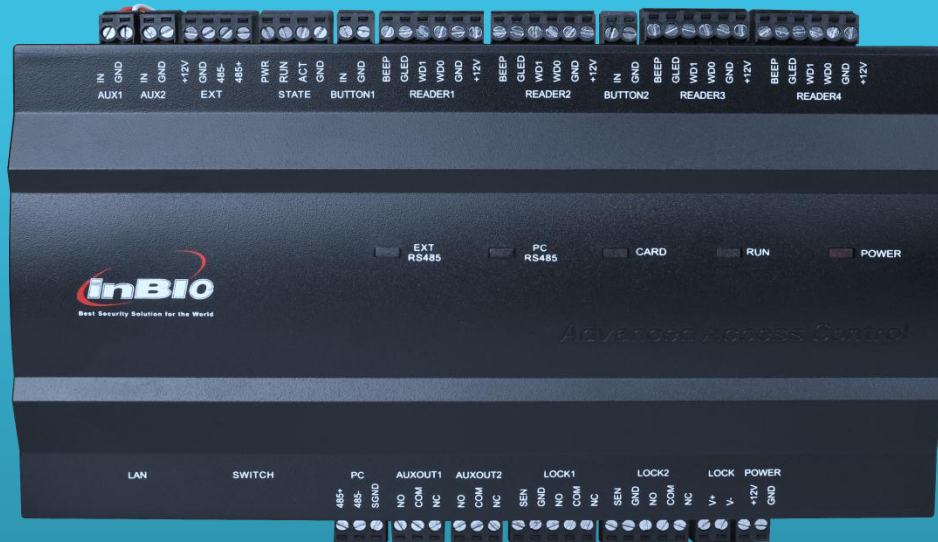 IN GND IN GND +12V GND 485- 485+ PWR RUN ACT GND IN GND BEEP GLED WD1 WD0 GND +12V BEEP GLED WD1 WD0 GND +12V IN GND BEEP GLED WD1 WD0 GND +12V BEEP GLED WD1 WD0 GND +12V
AUX1 AUX2 EXT STATE BUTTON1 READER1 READER2 BUTTON2 READER3 READER4
EXT RS485
PC RS485
CARD
RUN
POWER
inBIO
Best Security Solution for the World
Advanced Access Control
LAN SWITCH PC AUXOUT1 AUXOUT2 LOCK1 LOCK2 LOCK POWER
485+ 485- SGND NO COM NC NO COM NC SEN GND NO COM NC SEN GND NO COM NC V+ V- +12V GND